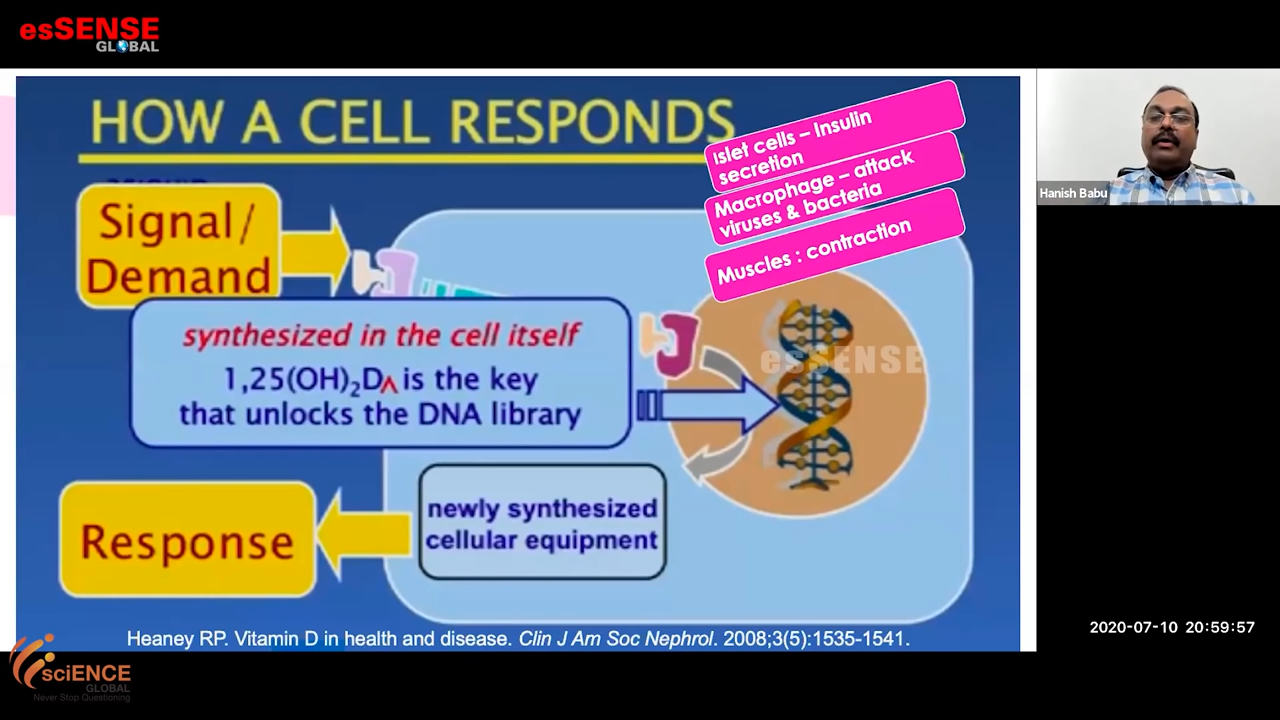 esSENSE
GLOBAL
HOW A CELL RESPONDS
Islet cells – Insulin
secretion
Macrophage – attack
viruses & bacteria
Muscles : contraction
Hanish Babu
Signal/
Demand
synthesized in the cell itself
1,25(OH)₂D^ is the key
that unlocks the DNA library
esSENSE
newly synthesized
cellular equipment
Response
Heaney RP. Vitamin D in health and disease. Clin J Am Soc Nephrol. 2008;3(5):1535-1541.
2020-07-10 20:59:57
sciENCE
GLOBAL
Never Stop Questioning